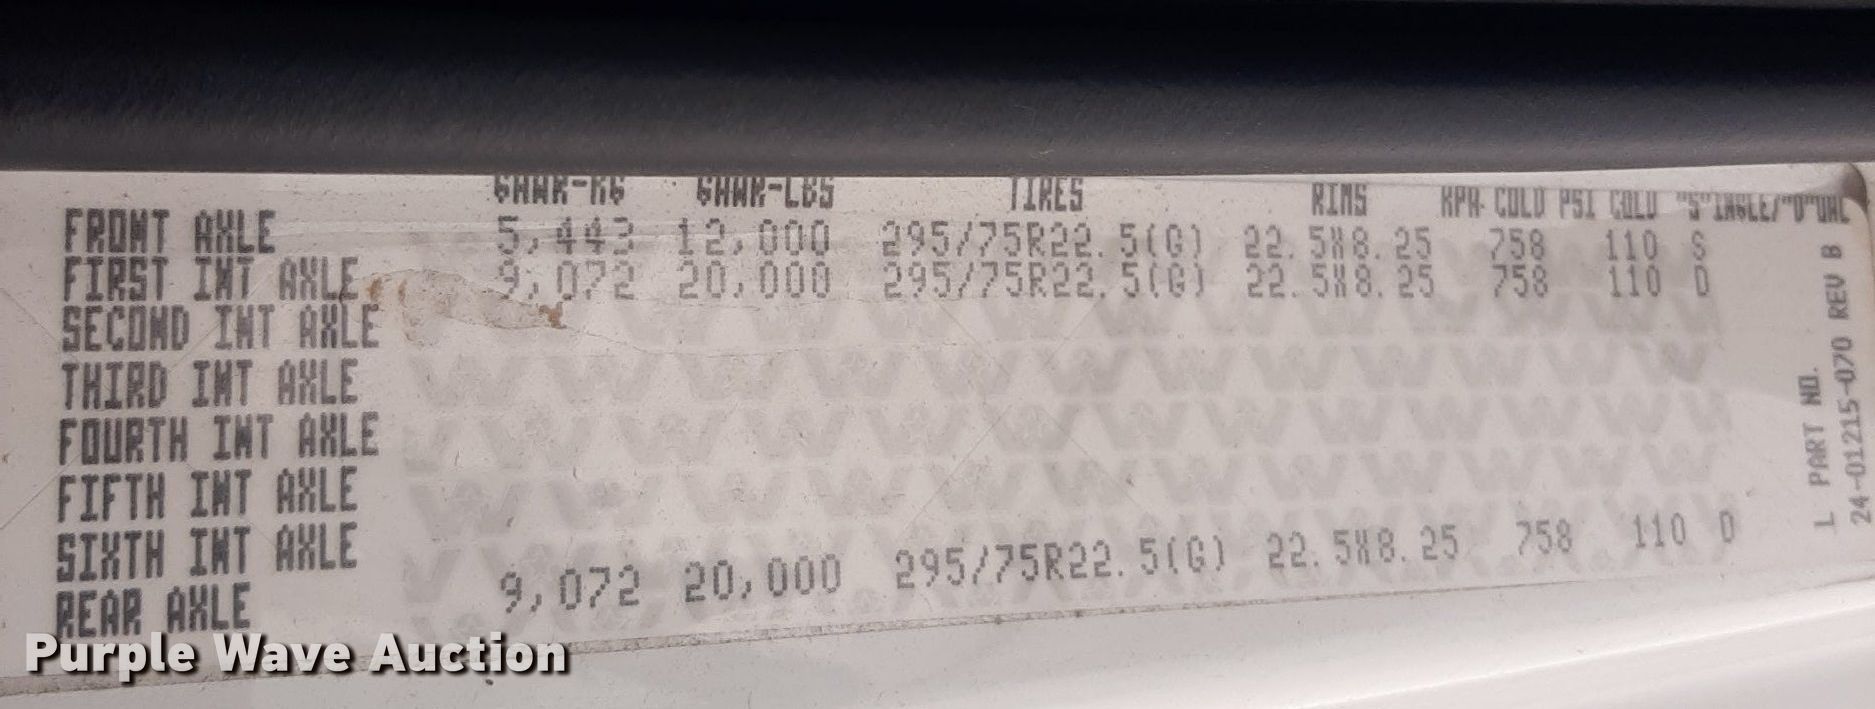 GAWR-KG GAWR-LBS TIRES RIMS KPA- COLD PSI COLD "S"INGLE/"D"UAL
FRONT AXLE 5,443 12,000 295/75R22.5(G) 22.5X8.25 758 110 S
FIRST INT AXLE 9,072 20,000 295/75R22.5(G) 22.5X8.25 758 110 D
SECOND INT AXLE
THIRD INT AXLE
FOURTH INT AXLE
FIFTH INT AXLE
SIXTH INT AXLE
REAR AXLE 9,072 20,000 295/75R22.5(G) 22.5X8.25 758 110 D
L PART NO.
24-01215-070 REV B
Purple Wave Auction